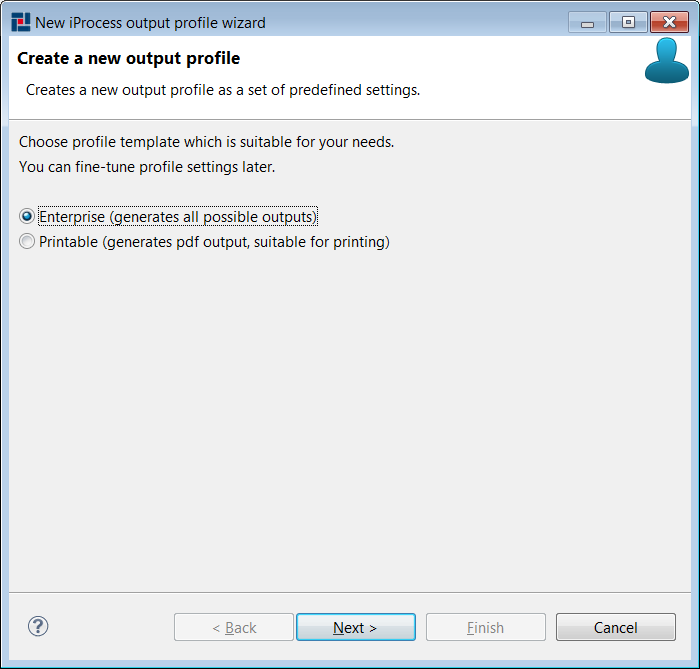 New iProcess output profile wizard
Create a new output profile
Creates a new output profile as a set of predefined settings.
Choose profile template which is suitable for your needs.
You can fine-tune profile settings later.
Enterprise (generates all possible outputs)
Printable (generates pdf output, suitable for printing)
?
< Back
Next >
Finish
Cancel